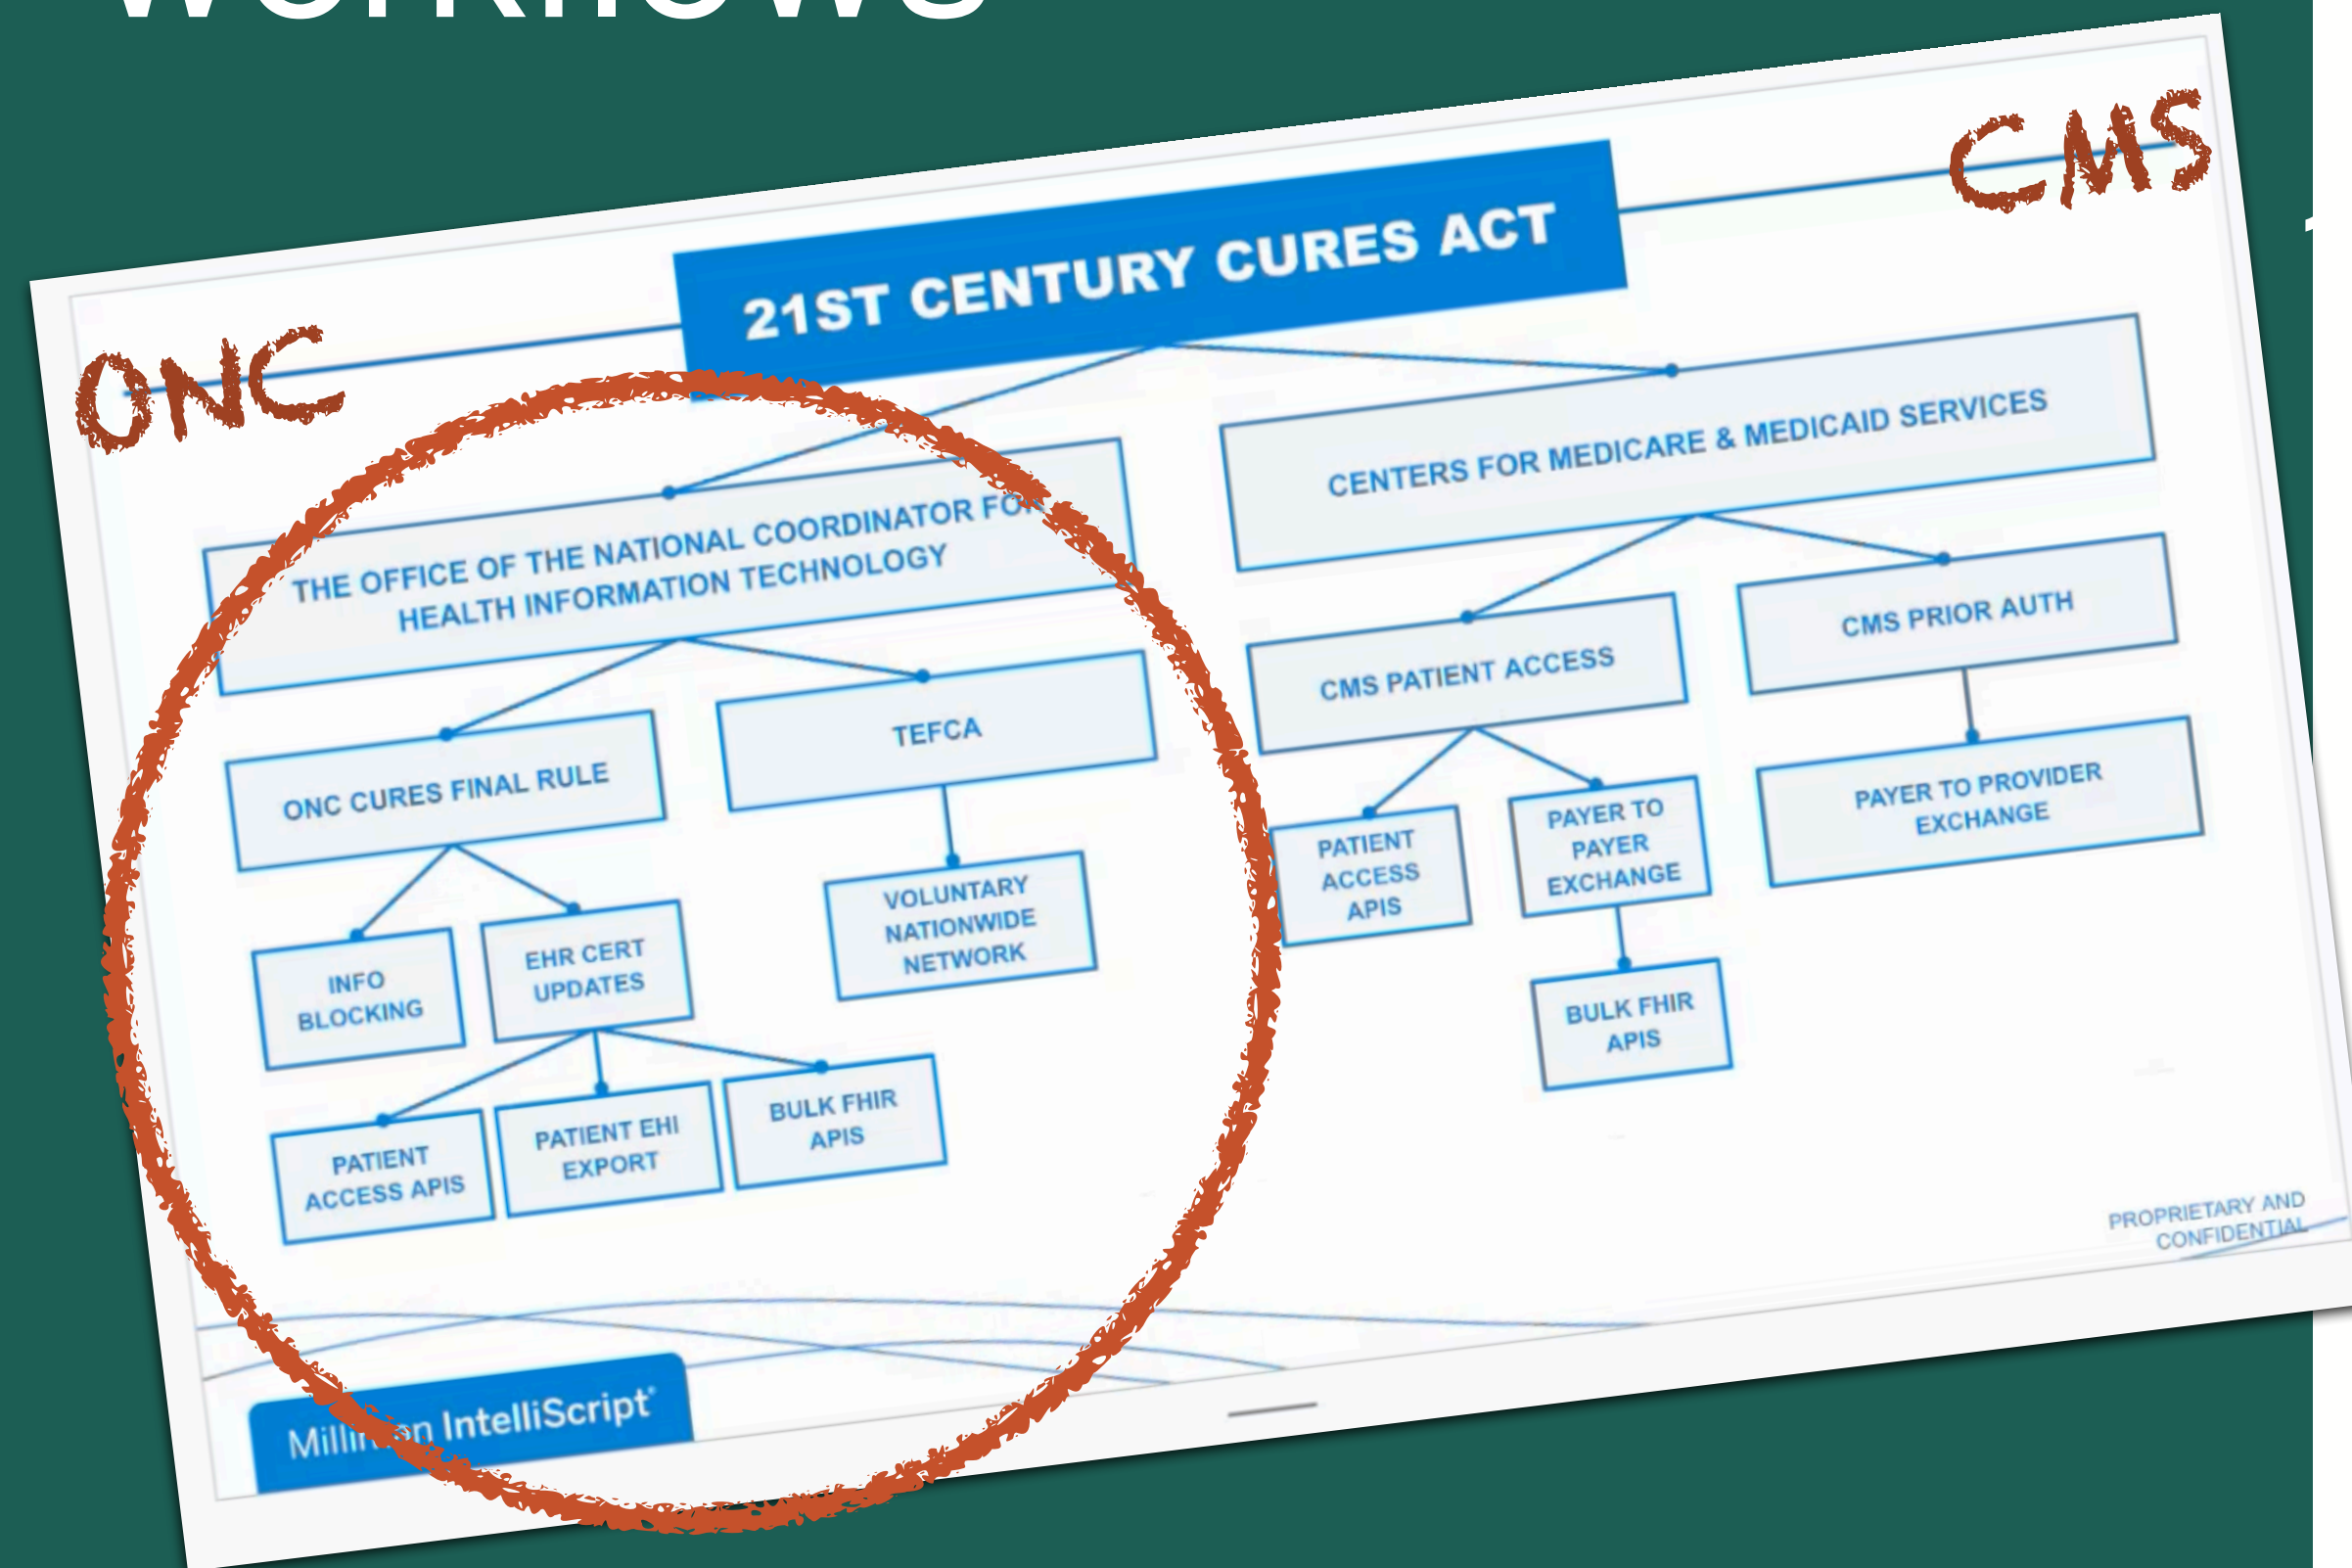 workflows
CMS
21ST CENTURY CURES ACT
ONC
THE OFFICE OF THE NATIONAL COORDINATOR FOR
HEALTH INFORMATION TECHNOLOGY
CENTERS FOR MEDICARE & MEDICAID SERVICES
ONC CURES FINAL RULE
TEFCA
CMS PATIENT ACCESS
CMS PRIOR AUTH
INFO
BLOCKING
EHR CERT
UPDATES
VOLUNTARY
NATIONWIDE
NETWORK
PATIENT
ACCESS
APIS
PAYER TO
PAYER
EXCHANGE
PAYER TO PROVIDER
EXCHANGE
PATIENT
ACCESS APIS
PATIENT EHI
EXPORT
BULK FHIR
APIS
BULK FHIR
APIS
PROPRIETARY AND
CONFIDENTIAL
Milliman IntelliScript®